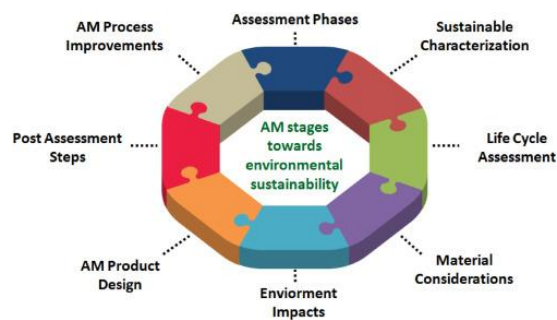 Assessment Phases
AM Process
Improvements
Sustainable
Characterization
Post Assessment
Steps
AM stages
towards
environmental
sustainability
Life Cycle
Assessment
AM Product
Design
Enviorment
Impacts
Material
Considerations